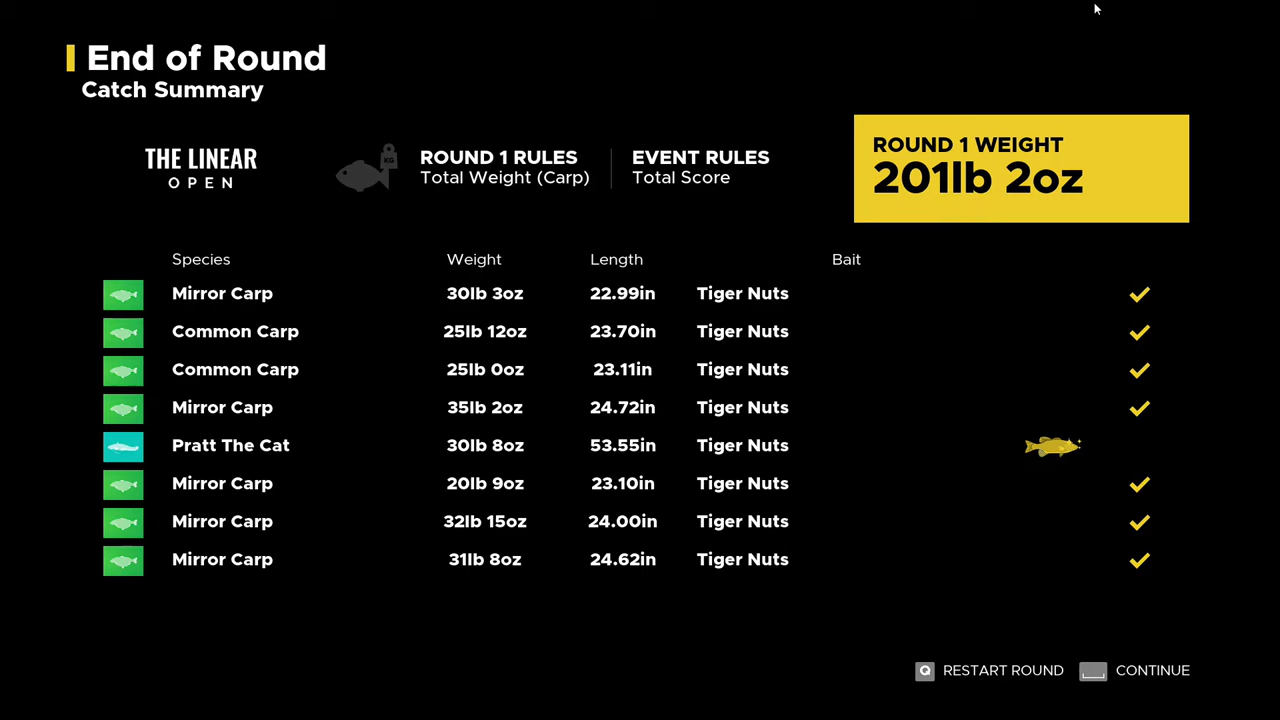 End of Round
Catch Summary
THE LINEAR
OPEN
KG
ROUND 1 RULES
Total Weight (Carp)
EVENT RULES
Total Score
ROUND 1 WEIGHT
201lb 2oz
Species Weight Length Bait
Mirror Carp 30lb 3oz 22.99in Tiger Nuts
Common Carp 25lb 12oz 23.70in Tiger Nuts
Common Carp 25lb 0oz 23.11in Tiger Nuts
Mirror Carp 35lb 2oz 24.72in Tiger Nuts
Pratt The Cat 30lb 8oz 53.55in Tiger Nuts
Mirror Carp 20lb 9oz 23.10in Tiger Nuts
Mirror Carp 32lb 15oz 24.00in Tiger Nuts
Mirror Carp 31lb 8oz 24.62in Tiger Nuts
Q RESTART ROUND CONTINUE